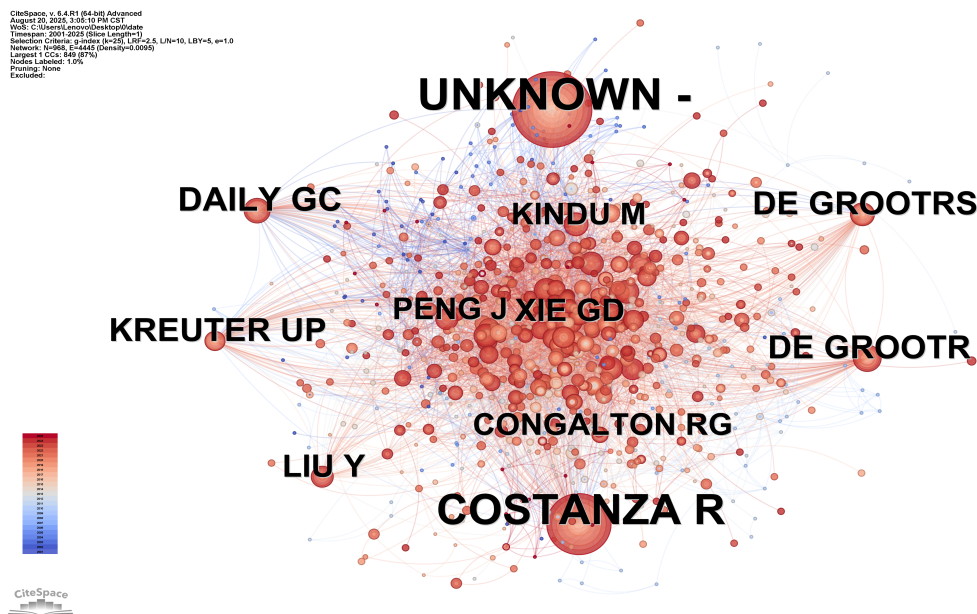 CiteSpace, v. 6.4.R1 (64-bit) Advanced
August 20, 2025, 3:05:10 PM CST
WoS: C:\Users\Lenovo\Desktop\0\date
Timespan: 2001-2025 (Slice Length=1)
Selection Criteria: g-index (k=25), LRF=2.5, L/N=10, LBY=5, e=1.0
Network: N=968, E=4445 (Density=0.0095)
Largest 1 CCs: 849 (87%)
Nodes Labeled: 1.0%
Pruning: None
Excluded:
UNKNOWN -
DAILY GC
DE GROOTRS
KINDU M
PENG J
XIE GD
KREUTER UP
DE GROOTR
CONGALTON RG
LIU Y
COSTANZA R
CiteSpace